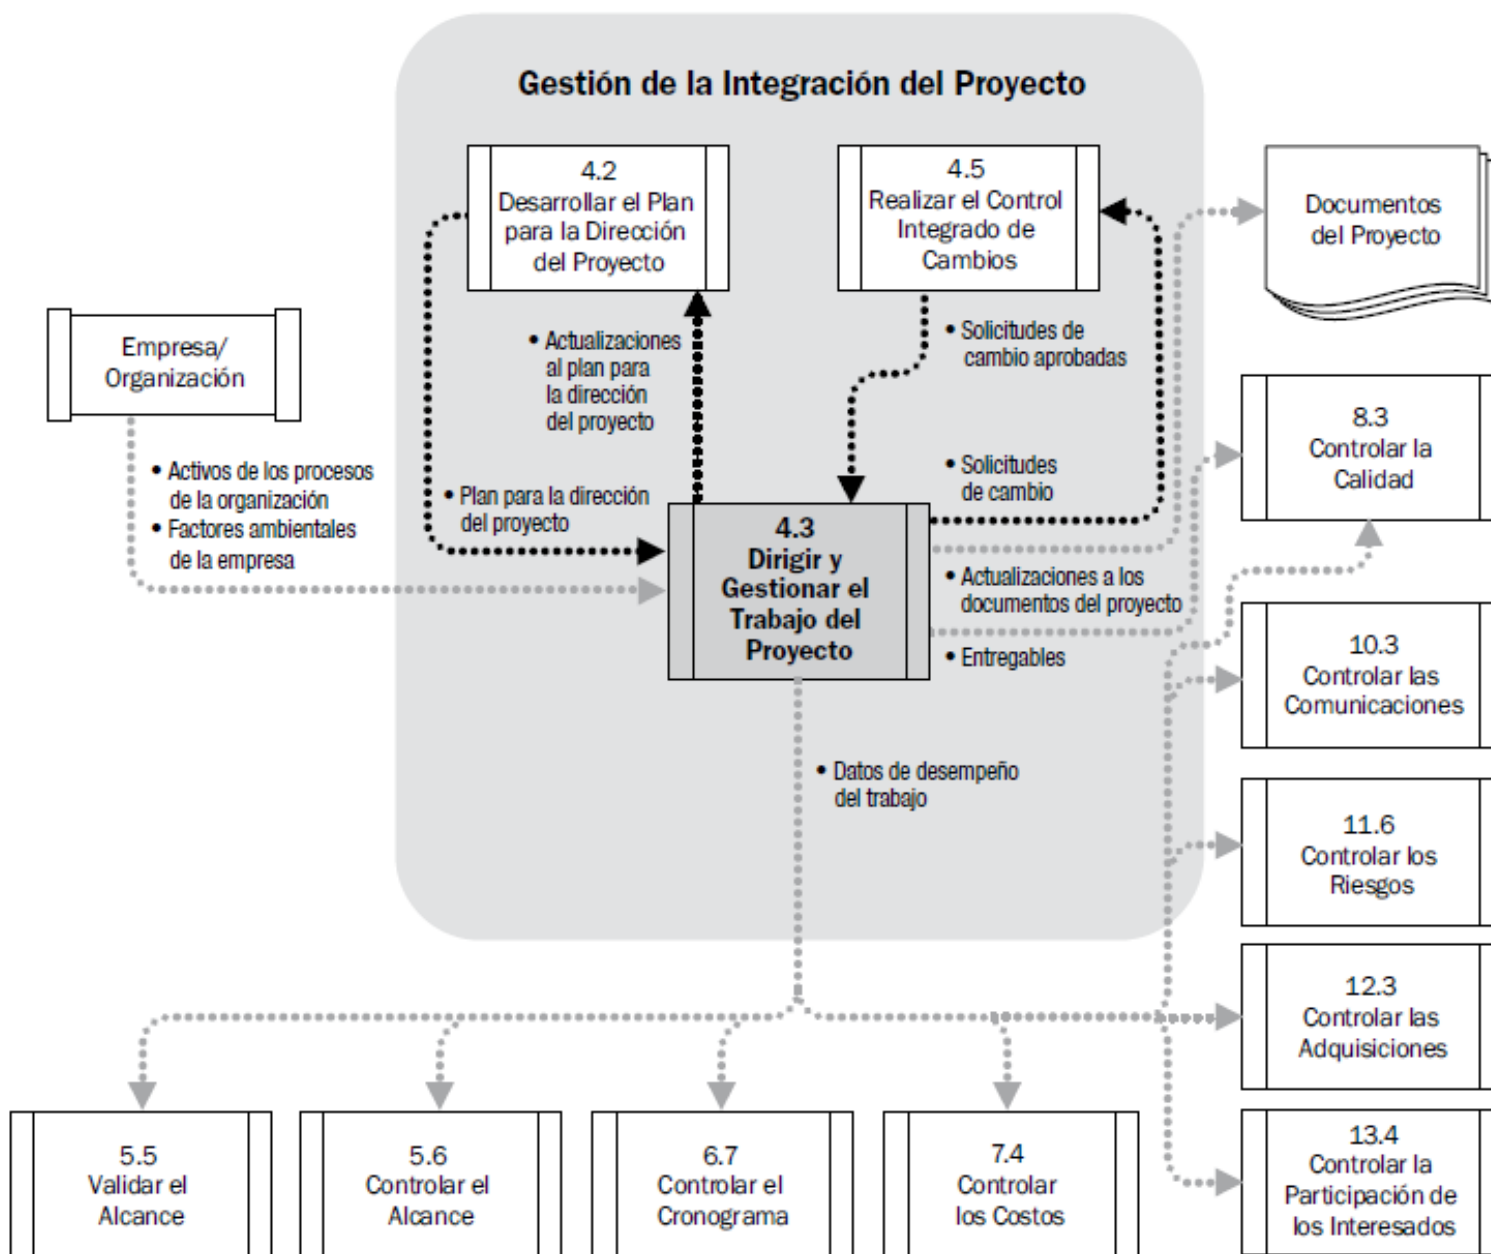 Gestión de la Integración del Proyecto
4.2
Desarrollar el Plan
para la Dirección
del Proyecto
4.5
Realizar el Control
Integrado de
Cambios
Documentos
del Proyecto
Empresa/
Organización
• Actualizaciones
al plan para
la dirección
del proyecto
• Solicitudes de
cambio aprobadas
8.3
Controlar la
Calidad
• Activos de los procesos
de la organización
• Factores ambientales
de la empresa
• Plan para la dirección
del proyecto
• Solicitudes
de cambio
4.3
Dirigir y
Gestionar el
Trabajo del
Proyecto
• Actualizaciones a los
documentos del proyecto
• Entregables
10.3
Controlar las
Comunicaciones
• Datos de desempeño
del trabajo
11.6
Controlar los
Riesgos
12.3
Controlar las
Adquisiciones
5.5
Validar el
Alcance
5.6
Controlar el
Alcance
6.7
Controlar el
Cronograma
7.4
Controlar
los Costos
13.4
Controlar la
Participación de
los Interesados